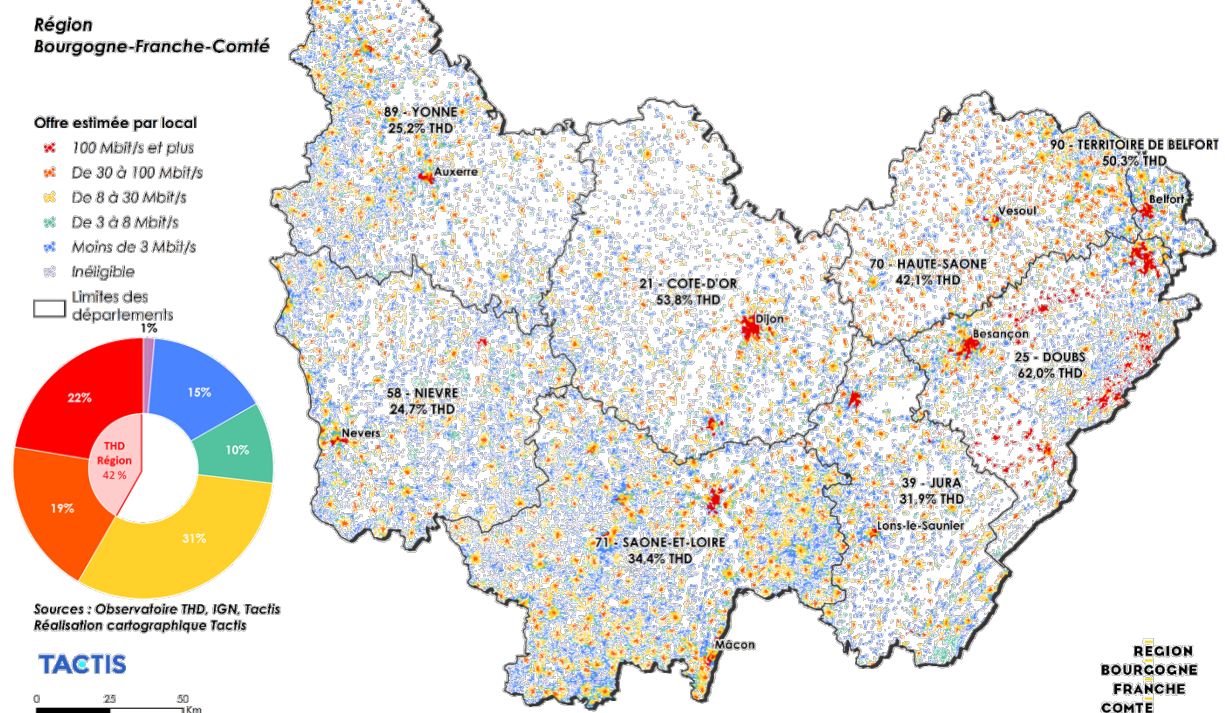 Région
Bourgogne-Franche-Comté
Offre estimée par local
100 Mbit/s et plus
De 30 à 100 Mbit/s
De 8 à 30 Mbit/s
De 3 à 8 Mbit/s
Moins de 3 Mbit/s
Inéligible
Limites des
départements
1%
15%
10%
31%
19%
22%
THD
Région
42 %
Sources : Observatoire THD, IGN, Tactis
Réalisation cartographique Tactis
TACTIS
0 25 50
Km
89 - YONNE
25,2% THD
Auxerre
90 - TERRITOIRE DE BELFORT
50,3% THD
Belfort
Vesoul
70 - HAUTE-SAONE
42,1% THD
21 - COTE-D'OR
53,8% THD
Dijon
Besançon
25 - DOUBS
62,0% THD
58 - NIEVRE
24,7% THD
Nevers
39 - JURA
31,9% THD
Lons-le-Saunier
71 - SAONE-ET-LOIRE
34,4% THD
Mâcon
REGION
BOURGOGNE
FRANCHE
COMTE